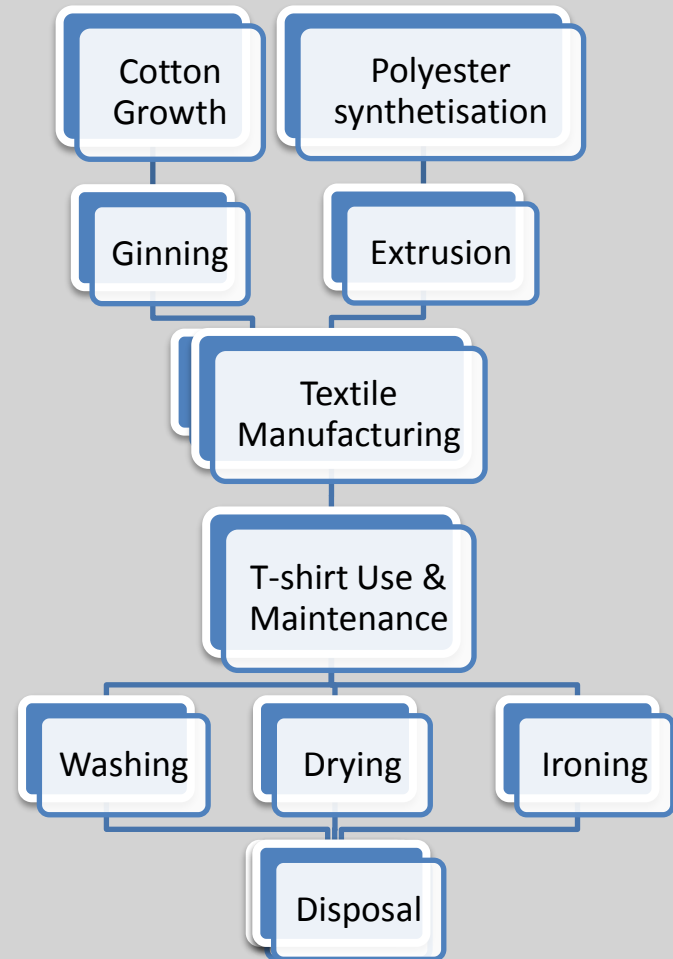 Cotton
Growth
Polyester
synthetisation
Ginning
Extrusion
Textile
Manufacturing
T-shirt Use &
Maintenance
Washing
Drying
Ironing
Disposal